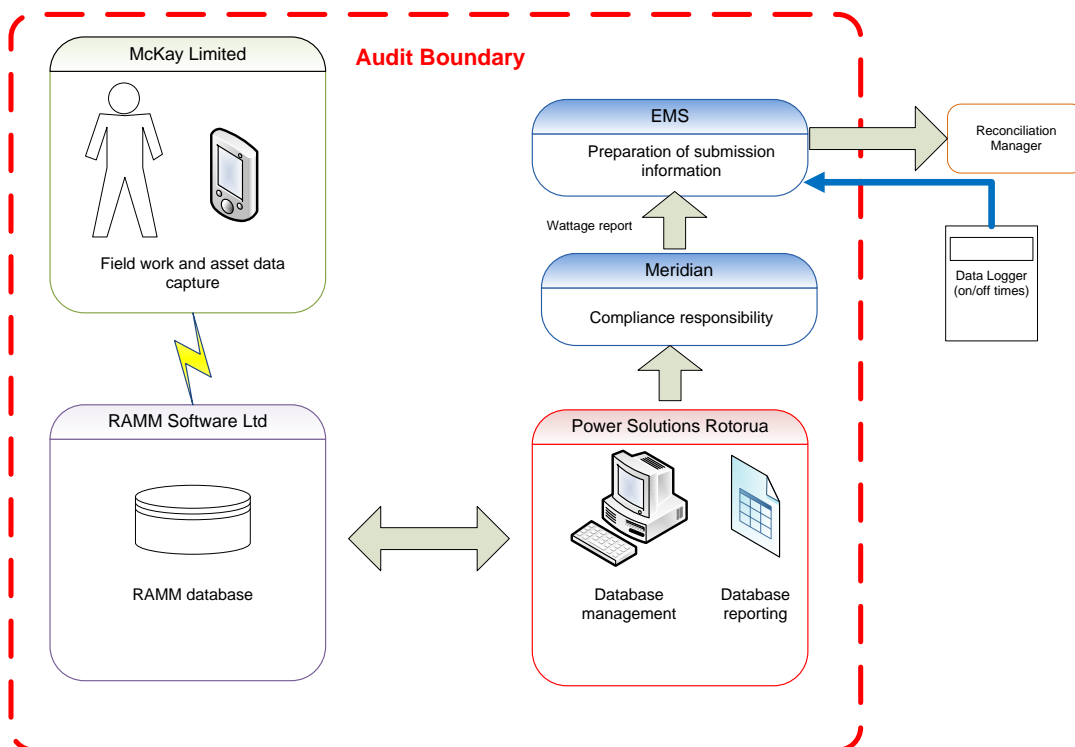 McKay Limited
Audit Boundary
Field work and asset data
capture
EMS
Preparation of submission
information
Reconciliation
Manager
Wattage report
Meridian
Compliance responsibility
Data Logger
(on/off times)
RAMM Software Ltd
RAMM database
Power Solutions Rotorua
Database
management
Database
reporting